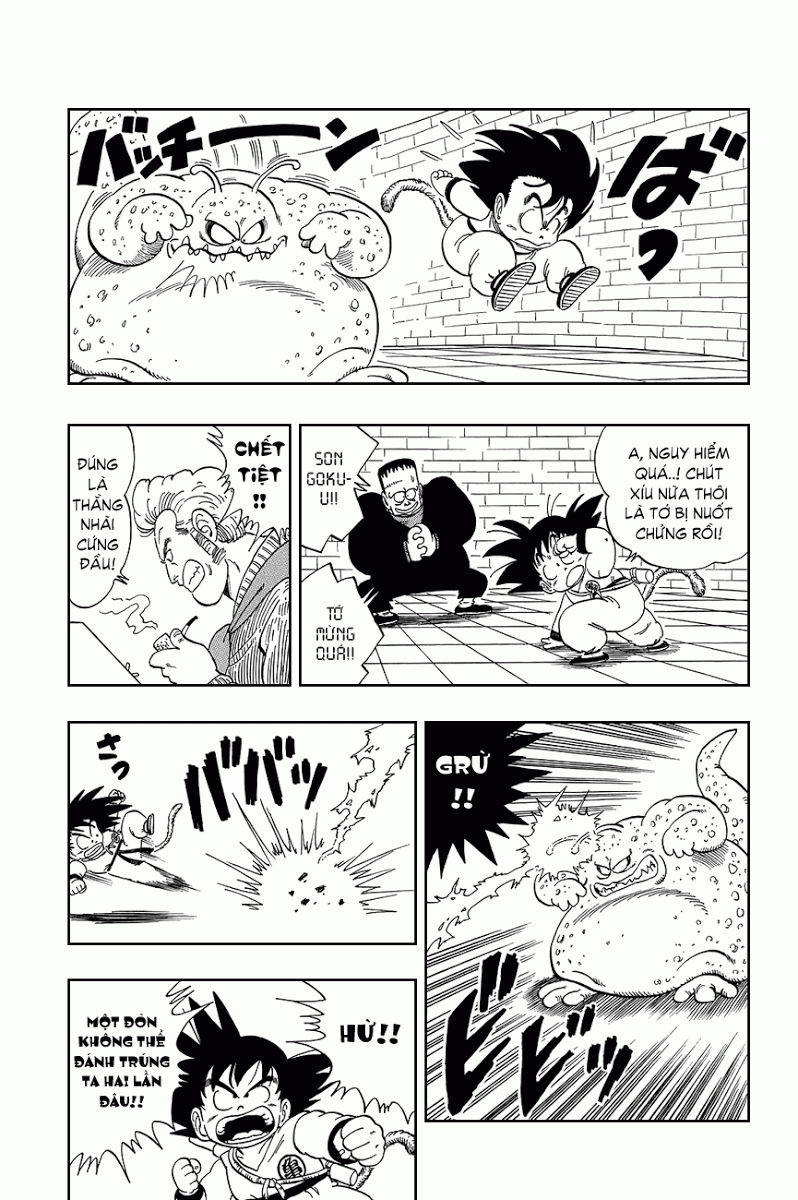 バッチーン
ばっ
A, NGUY HIỂM
QUÁ..! CHÚT
XÍU NỮA THÔI
LÀ TỚ BỊ NUỐT
CHỬNG RỒI!
SON
GOKU-
U!!
TỚ
MỪNG
QUÁ!!
CHẾT
TIỆT
!!
ĐÚNG
LÀ
THẰNG
NHÃI
CỨNG
ĐẦU!
GRỪ
!!
ビビッ
ババッ
さっ
HỪ!!
MỘT ĐÒN
KHÔNG THỂ
ĐÁNH TRÚNG
TA HAI LẦN
ĐÂU!!